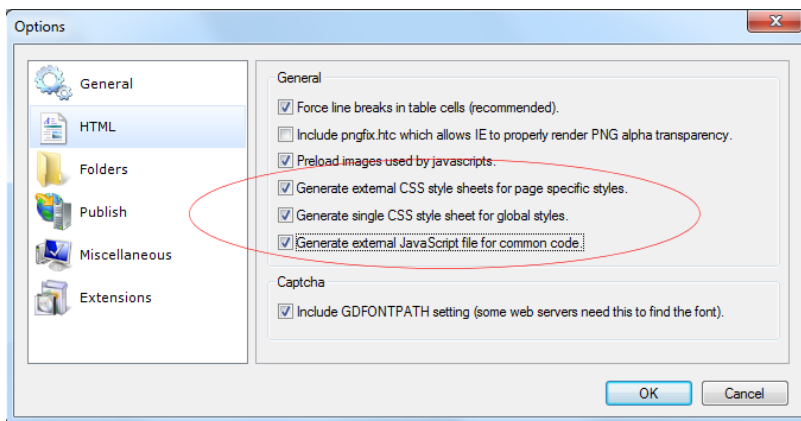 Options
General
HTML
Folders
Publish
Miscellaneous
Extensions
General
Force line breaks in table cells (recommended).
Include pngfix.htc which allows IE to properly render PNG alpha transparency.
Preload images used by javascripts.
Generate external CSS style sheets for page specific styles.
Generate single CSS style sheet for global styles.
Generate external JavaScript file for common code.
Captcha
Include GDFONTPATH setting (some web servers need this to find the font).
OK
Cancel